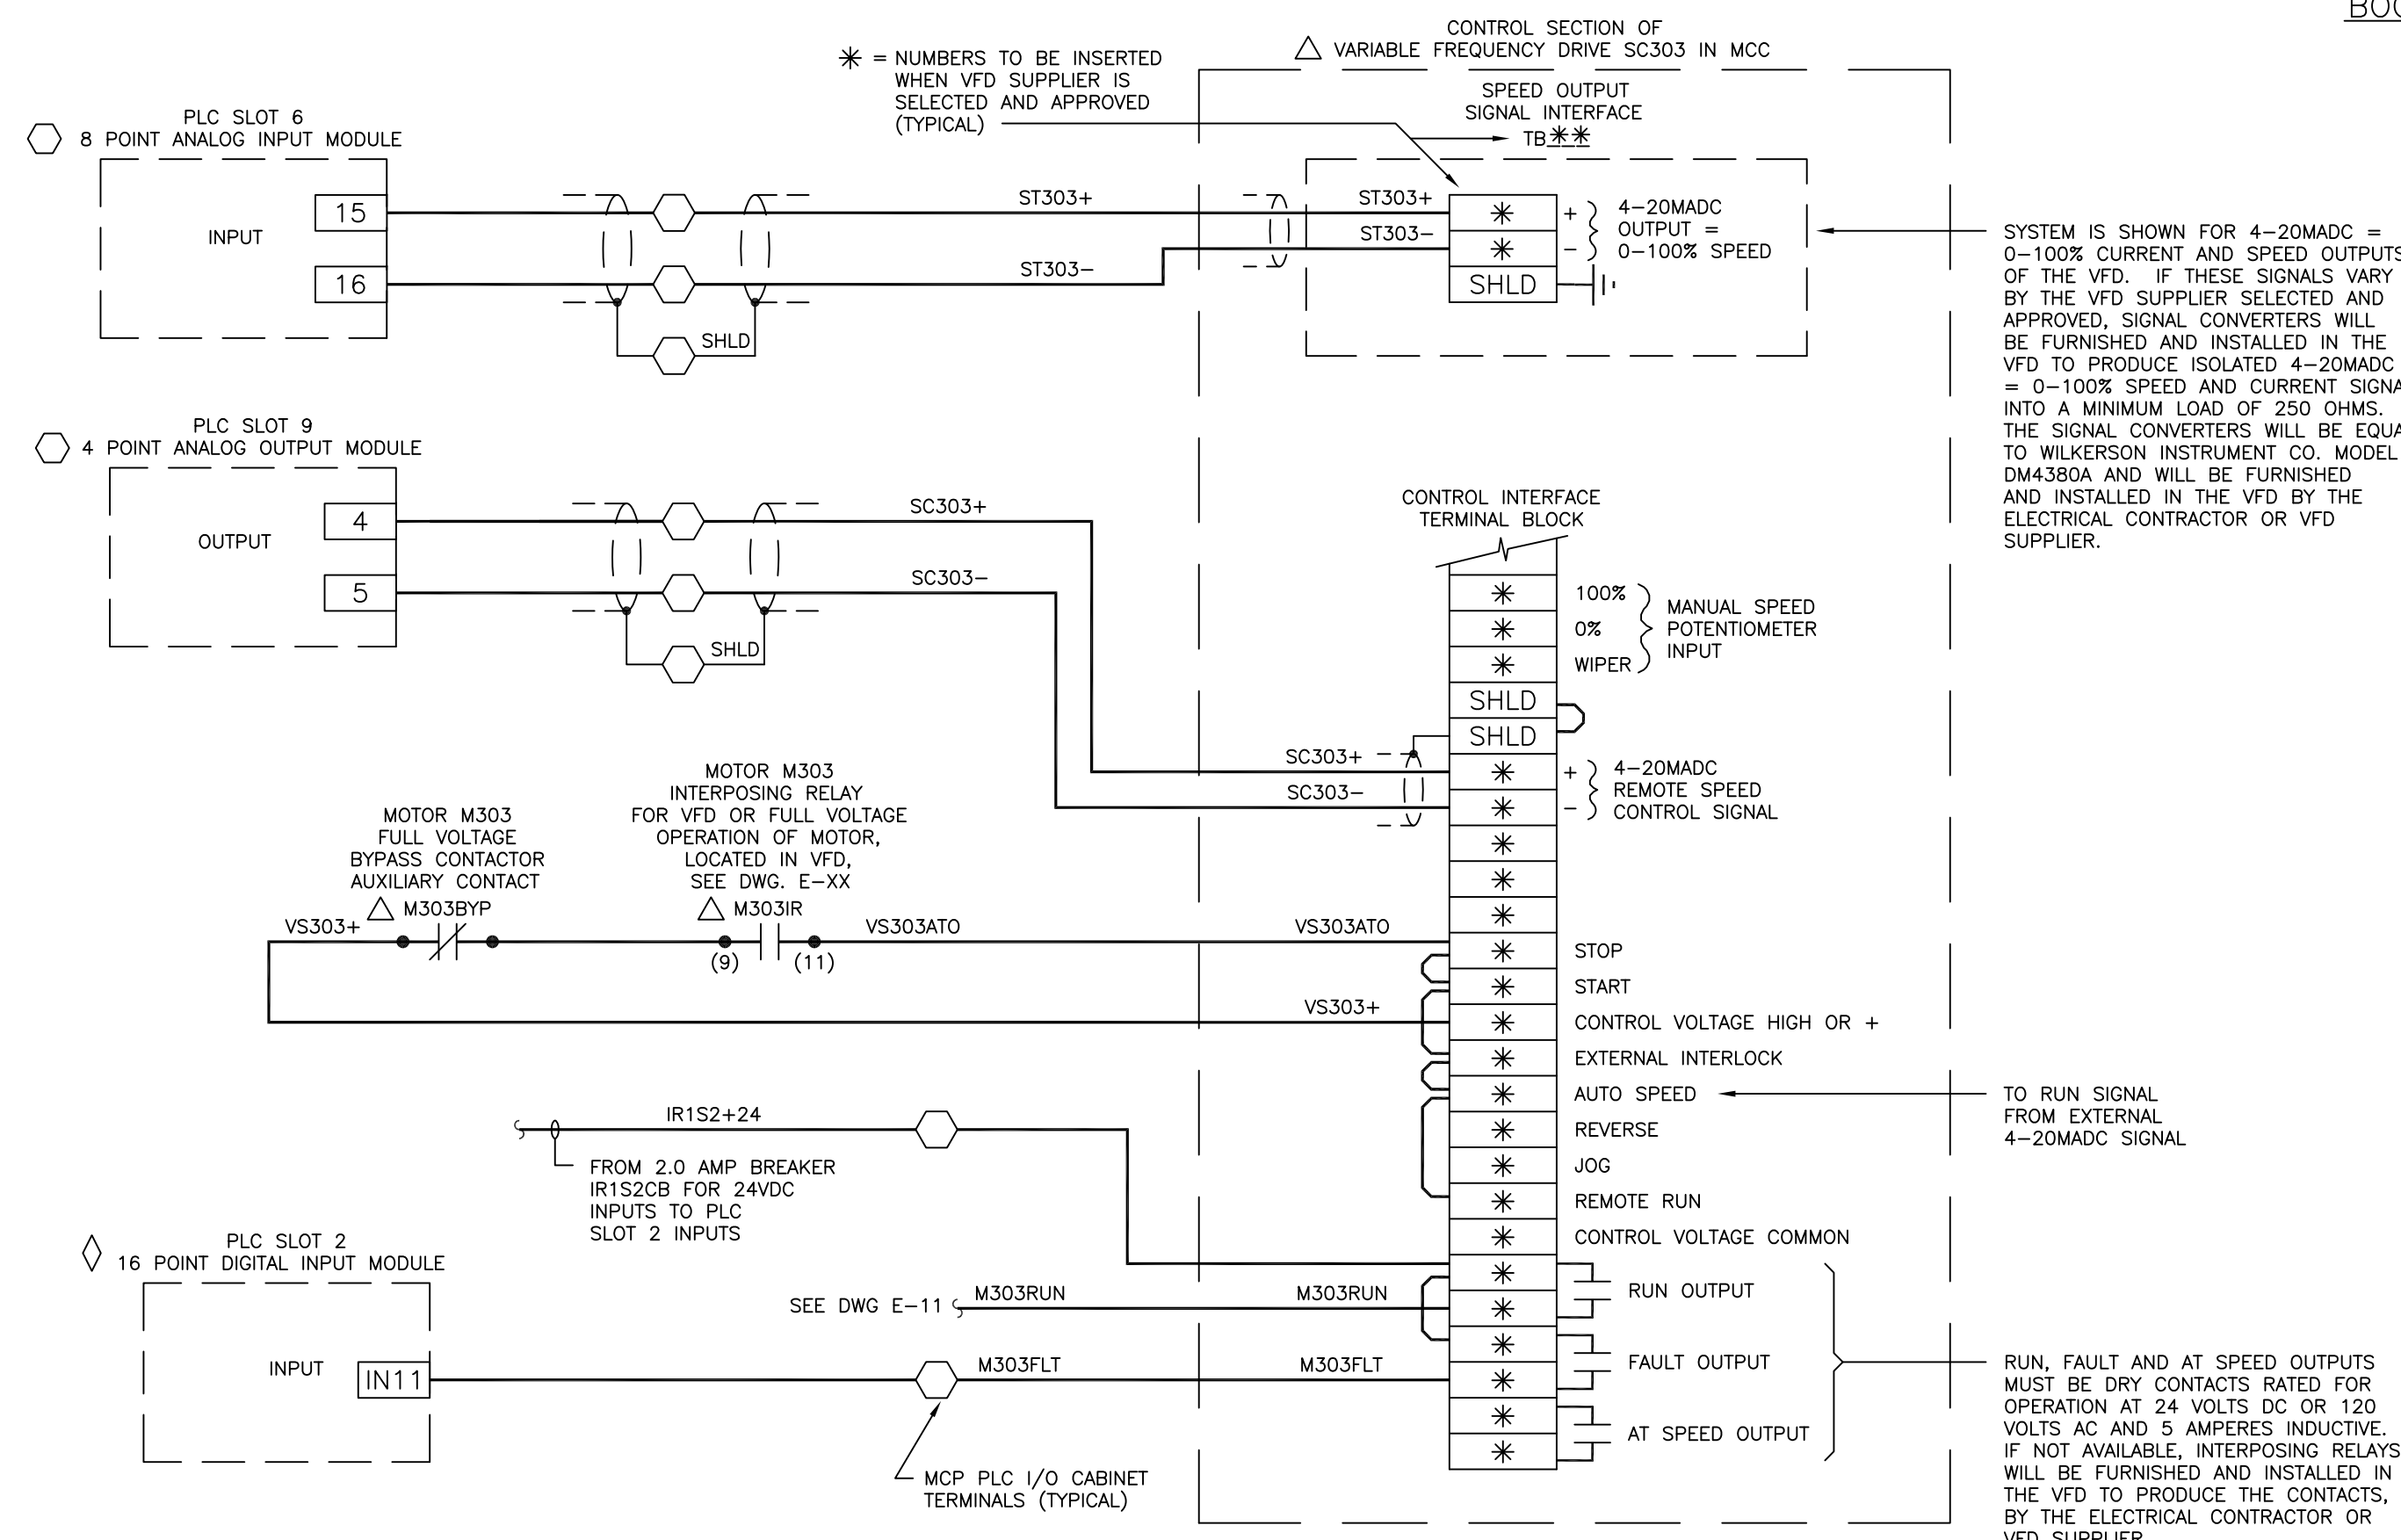 BOO
CONTROL SECTION OF
VARIABLE FREQUENCY DRIVE SC303 IN MCC
✳ = NUMBERS TO BE INSERTED
WHEN VFD SUPPLIER IS
SELECTED AND APPROVED
(TYPICAL)
SPEED OUTPUT
SIGNAL INTERFACE
TB✳✳
PLC SLOT 6
8 POINT ANALOG INPUT MODULE
INPUT
15
16
ST303+
ST303-
SHLD
ST303+
ST303-
✳
✳
SHLD
+
-
4-20MADC
OUTPUT =
0-100% SPEED
SYSTEM IS SHOWN FOR 4-20MADC =
0-100% CURRENT AND SPEED OUTPUTS
OF THE VFD. IF THESE SIGNALS VARY
BY THE VFD SUPPLIER SELECTED AND
APPROVED, SIGNAL CONVERTERS WILL
BE FURNISHED AND INSTALLED IN THE
VFD TO PRODUCE ISOLATED 4-20MADC
= 0-100% SPEED AND CURRENT SIGNA
INTO A MINIMUM LOAD OF 250 OHMS.
THE SIGNAL CONVERTERS WILL BE EQUA
TO WILKERSON INSTRUMENT CO. MODEL
DM4380A AND WILL BE FURNISHED
AND INSTALLED IN THE VFD BY THE
ELECTRICAL CONTRACTOR OR VFD
SUPPLIER.
PLC SLOT 9
4 POINT ANALOG OUTPUT MODULE
OUTPUT
4
5
SC303+
SC303-
SHLD
CONTROL INTERFACE
TERMINAL BLOCK
✳ 100%
✳ 0%
✳ WIPER
MANUAL SPEED
POTENTIOMETER
INPUT
SHLD
SHLD
SC303+
SC303-
✳ +
✳ -
4-20MADC
REMOTE SPEED
CONTROL SIGNAL
✳
✳
✳
MOTOR M303
FULL VOLTAGE
BYPASS CONTACTOR
AUXILIARY CONTACT
M303BYP
MOTOR M303
INTERPOSING RELAY
FOR VFD OR FULL VOLTAGE
OPERATION OF MOTOR,
LOCATED IN VFD,
SEE DWG. E-XX
M303IR
VS303+
(9)
(11)
VS303ATO
VS303ATO
✳ STOP
✳ START
VS303+
✳ CONTROL VOLTAGE HIGH OR +
✳ EXTERNAL INTERLOCK
✳ AUTO SPEED
TO RUN SIGNAL
FROM EXTERNAL
4-20MADC SIGNAL
✳ REVERSE
✳ JOG
✳ REMOTE RUN
✳ CONTROL VOLTAGE COMMON
IR1S2+24
FROM 2.0 AMP BREAKER
IR1S2CB FOR 24VDC
INPUTS TO PLC
SLOT 2 INPUTS
PLC SLOT 2
16 POINT DIGITAL INPUT MODULE
INPUT
IN11
SEE DWG E-11
M303RUN
M303RUN
✳
✳
RUN OUTPUT
M303FLT
M303FLT
✳
✳
FAULT OUTPUT
✳
✳
AT SPEED OUTPUT
MCP PLC I/O CABINET
TERMINALS (TYPICAL)
RUN, FAULT AND AT SPEED OUTPUTS
MUST BE DRY CONTACTS RATED FOR
OPERATION AT 24 VOLTS DC OR 120
VOLTS AC AND 5 AMPERES INDUCTIVE.
IF NOT AVAILABLE, INTERPOSING RELAYS
WILL BE FURNISHED AND INSTALLED IN
THE VFD TO PRODUCE THE CONTACTS,
BY THE ELECTRICAL CONTRACTOR OR
VFD SUPPLIER